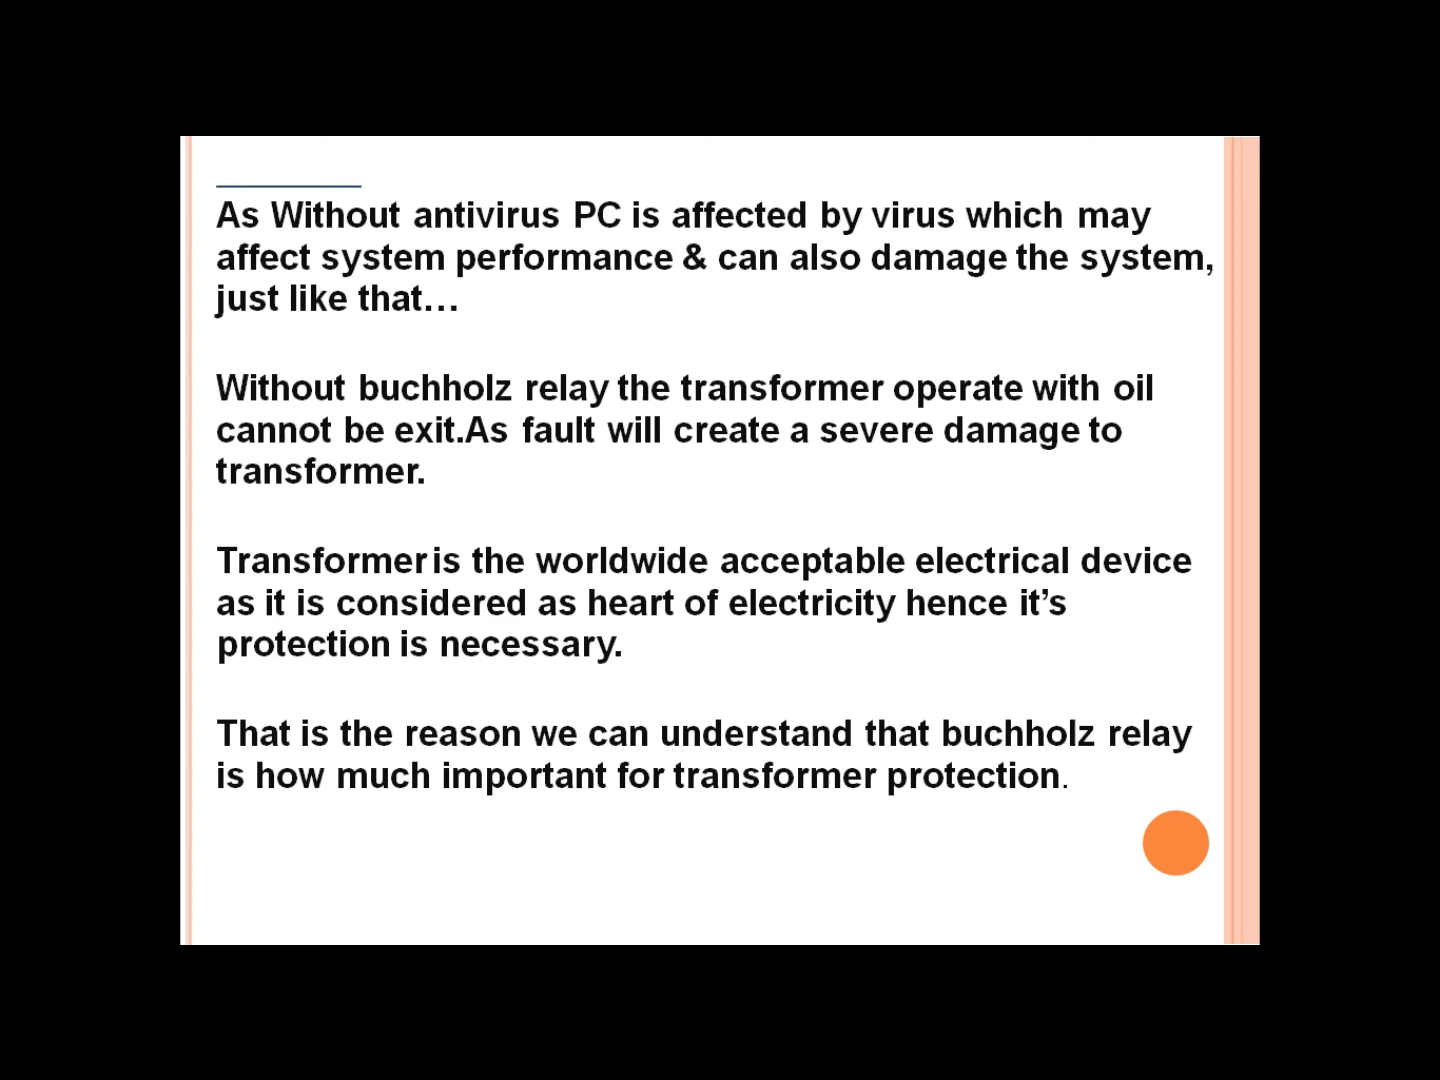 As Without antivirus PC is affected by virus which may
affect system performance & can also damage the system,
just like that…
Without buchholz relay the transformer operate with oil
cannot be exit.As fault will create a severe damage to
transformer.
Transformer is the worldwide acceptable electrical device
as it is considered as heart of electricity hence it’s
protection is necessary.
That is the reason we can understand that buchholz relay
is how much important for transformer protection.